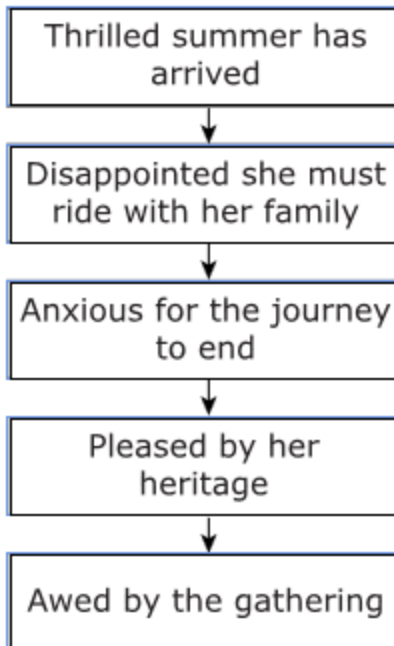 Thrilled summer has
arrived
Disappointed she must
ride with her family
Anxious for the journey
to end
Pleased by her
heritage
Awed by the gathering